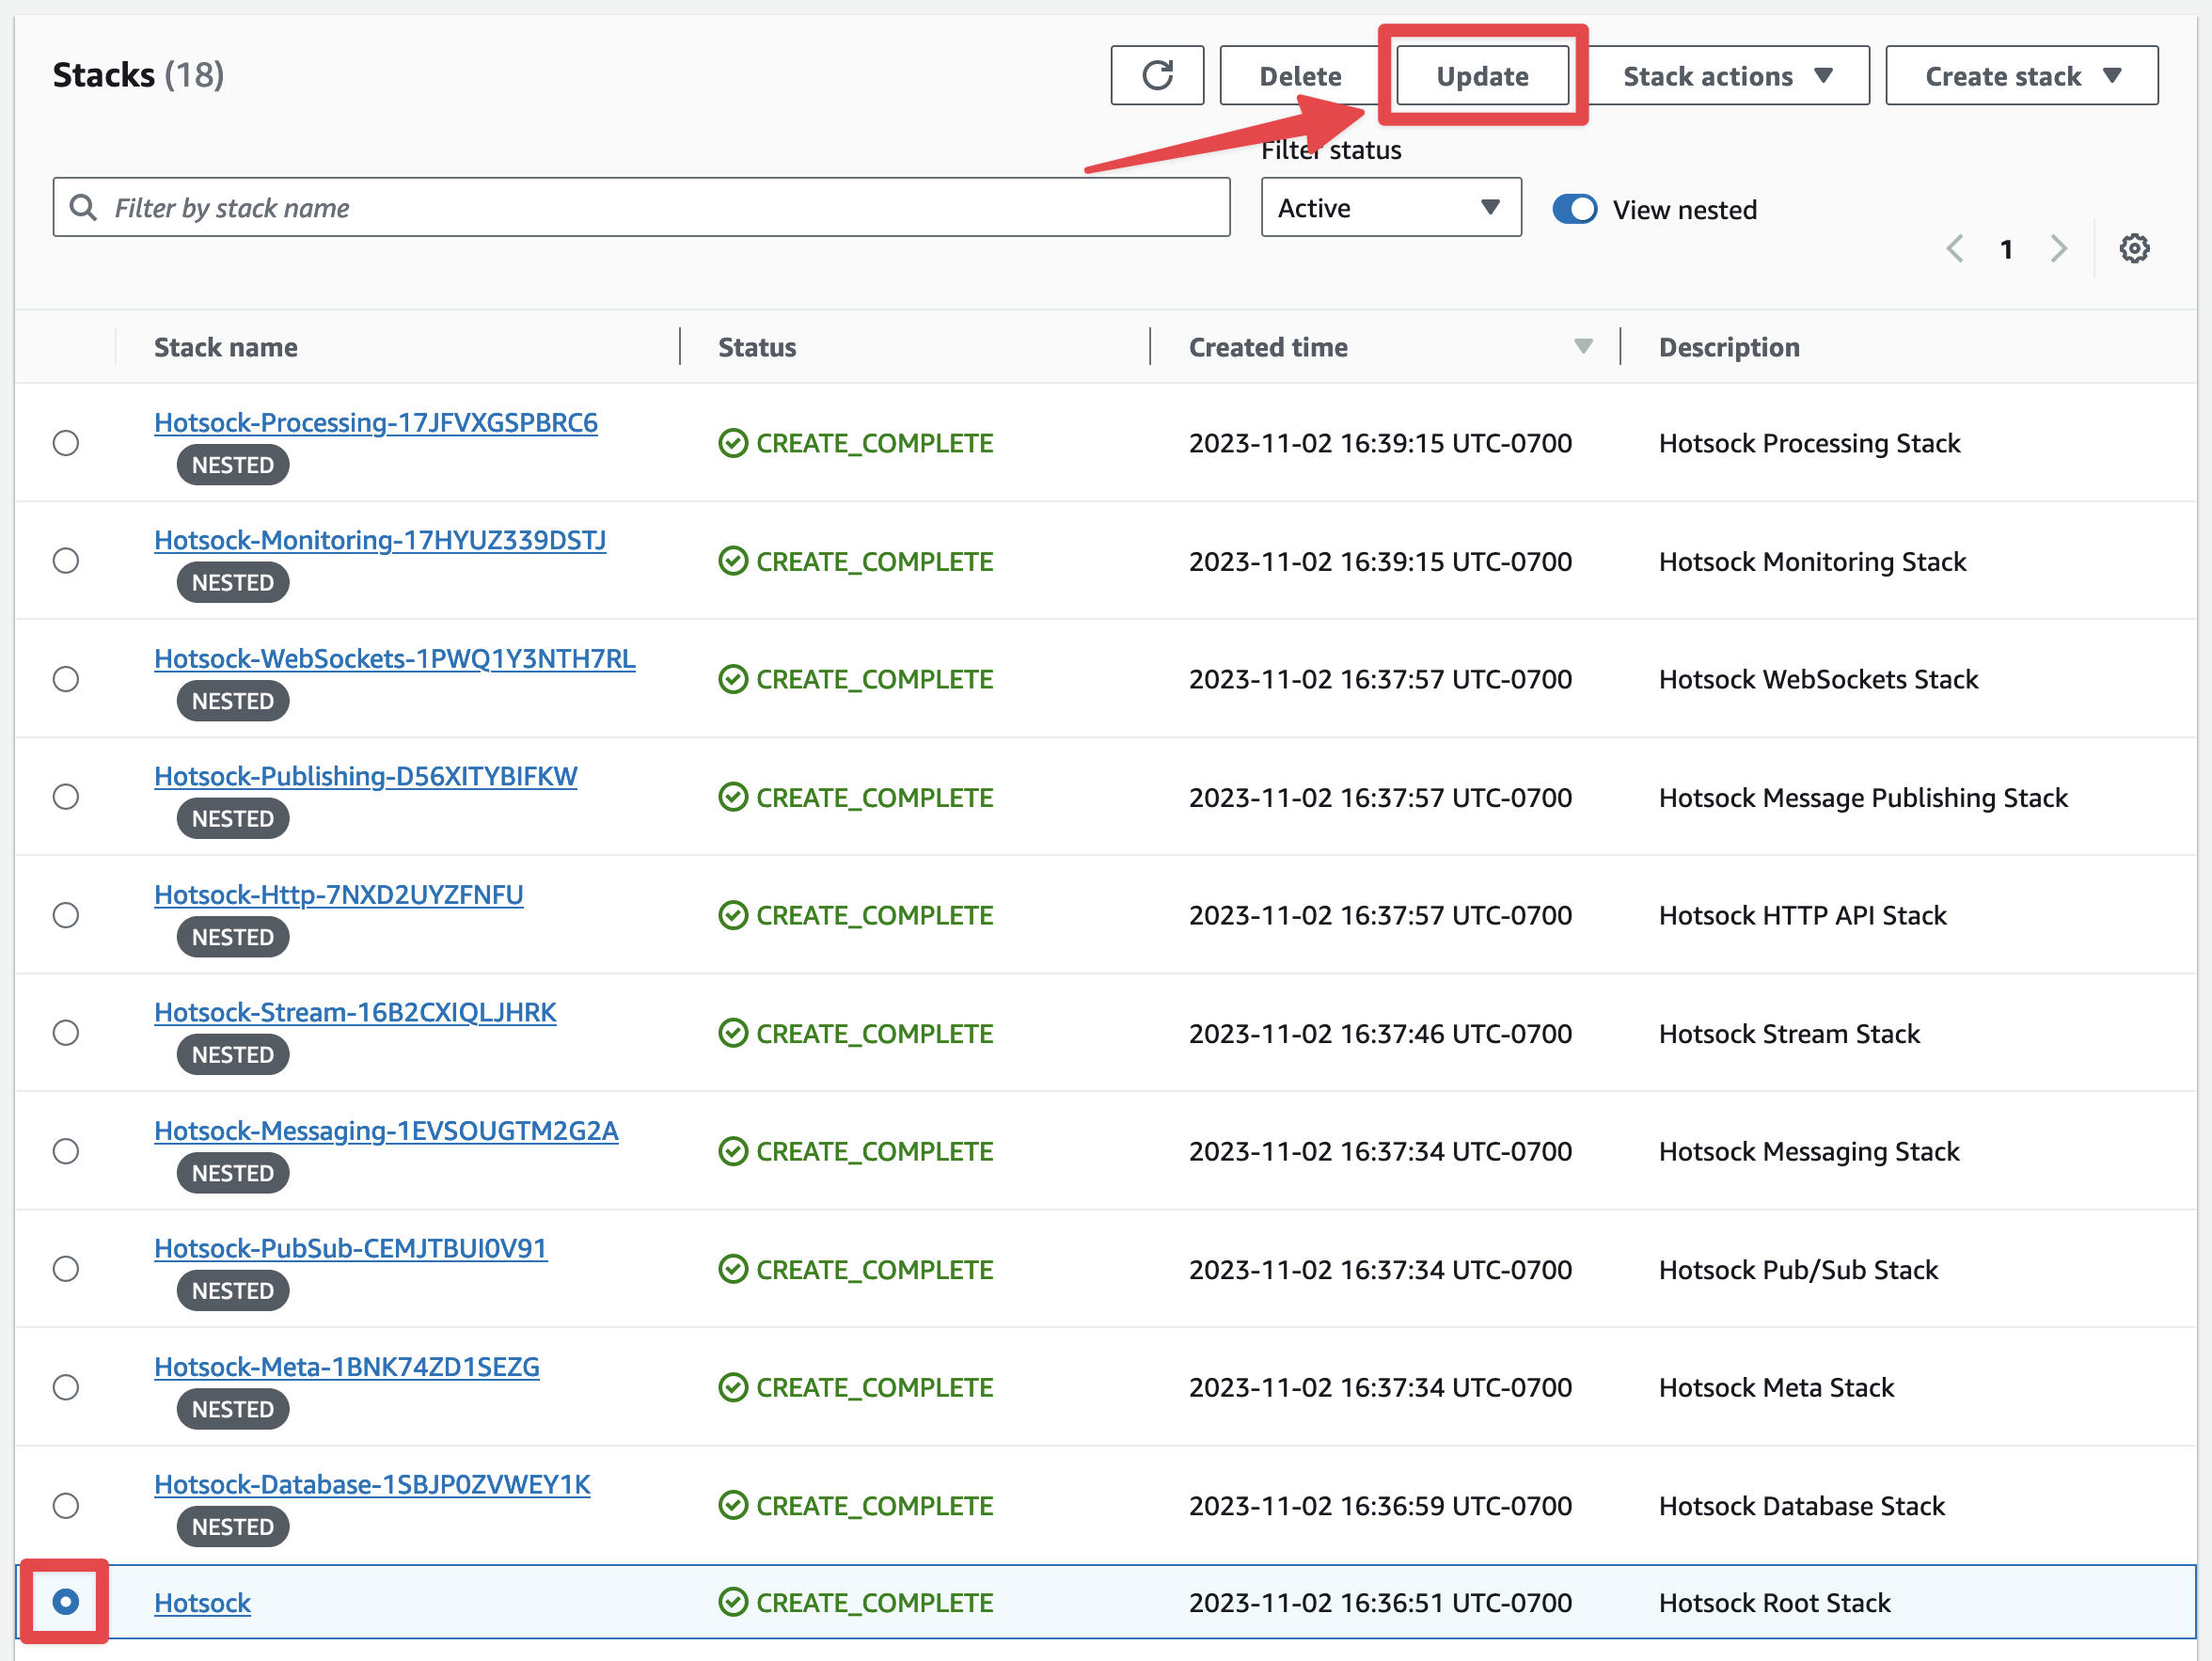 Stacks (18)
Delete
Update
Stack actions
Create stack
Filter status
Filter by stack name
Active
View nested
1
Stack name
Status
Created time
Description
Hotsock-Processing-17JFVXGSPBRC6
NESTED
CREATE_COMPLETE
2023-11-02 16:39:15 UTC-0700
Hotsock Processing Stack
Hotsock-Monitoring-17HYUZ339DSTJ
NESTED
CREATE_COMPLETE
2023-11-02 16:39:15 UTC-0700
Hotsock Monitoring Stack
Hotsock-WebSockets-1PWQ1Y3NTH7RL
NESTED
CREATE_COMPLETE
2023-11-02 16:37:57 UTC-0700
Hotsock WebSockets Stack
Hotsock-Publishing-D56XITYBIFKW
NESTED
CREATE_COMPLETE
2023-11-02 16:37:57 UTC-0700
Hotsock Message Publishing Stack
Hotsock-Http-7NXD2UYZFNFU
NESTED
CREATE_COMPLETE
2023-11-02 16:37:57 UTC-0700
Hotsock HTTP API Stack
Hotsock-Stream-16B2CXIQLJHRK
NESTED
CREATE_COMPLETE
2023-11-02 16:37:46 UTC-0700
Hotsock Stream Stack
Hotsock-Messaging-1EVSOUGTM2G2A
NESTED
CREATE_COMPLETE
2023-11-02 16:37:34 UTC-0700
Hotsock Messaging Stack
Hotsock-PubSub-CEMJTBUI0V91
NESTED
CREATE_COMPLETE
2023-11-02 16:37:34 UTC-0700
Hotsock Pub/Sub Stack
Hotsock-Meta-1BNK74ZD1SEZG
NESTED
CREATE_COMPLETE
2023-11-02 16:37:34 UTC-0700
Hotsock Meta Stack
Hotsock-Database-1SBJP0ZVWEY1K
NESTED
CREATE_COMPLETE
2023-11-02 16:36:59 UTC-0700
Hotsock Database Stack
Hotsock
CREATE_COMPLETE
2023-11-02 16:36:51 UTC-0700
Hotsock Root Stack